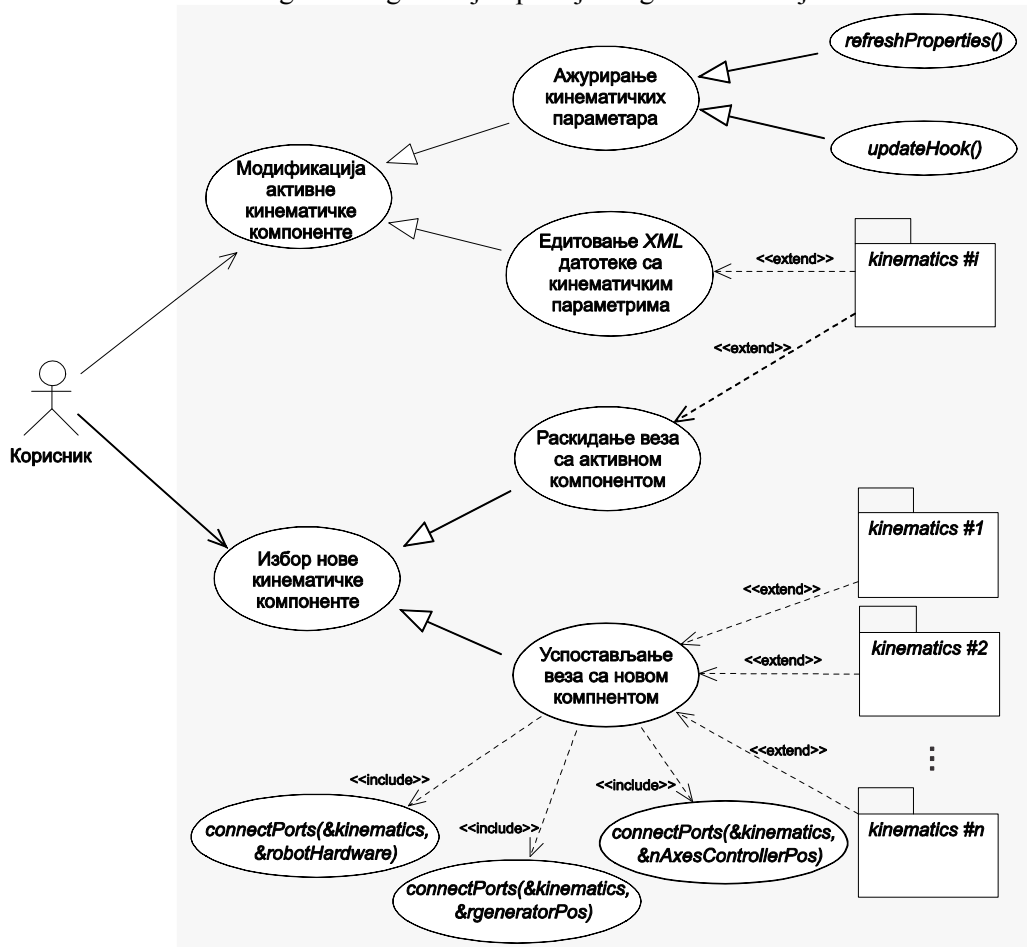 refreshProperties()
Ажурирање
кинематичких
параметара
updateHook()
Модификација
активне
кинематичке
компоненте
Едитовање XML
датотеке са
кинематичким
параметрима
<<extend>>
kinematics #i
<<extend>>
Корисник
Раскидање веза
са активном
компонентом
kinematics #1
Избор нове
кинематичке
компоненте
<<extend>>
kinematics #2
Успостављање
веза са новом
компнентом
<<extend>>
<<extend>>
<<include>>
<<include>>
<<include>>
kinematics #n
connectPorts(&kinematics,
&robotHardware)
connectPorts(&kinematics,
&nAxesControllerPos)
connectPorts(&kinematics,
&rgeneratorPos)